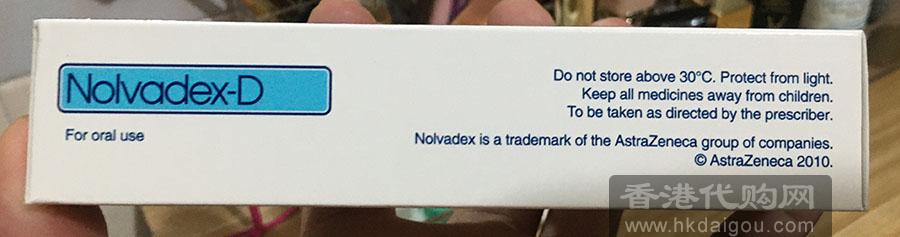 Nolvadex-D
For oral use
Do not store above 30°C. Protect from light.
Keep all medicines away from children.
To be taken as directed by the prescriber.
Nolvadex is a trademark of the AstraZeneca group of companies.
© AstraZeneca 2010.
香港代购网
www.hkdaigou.com